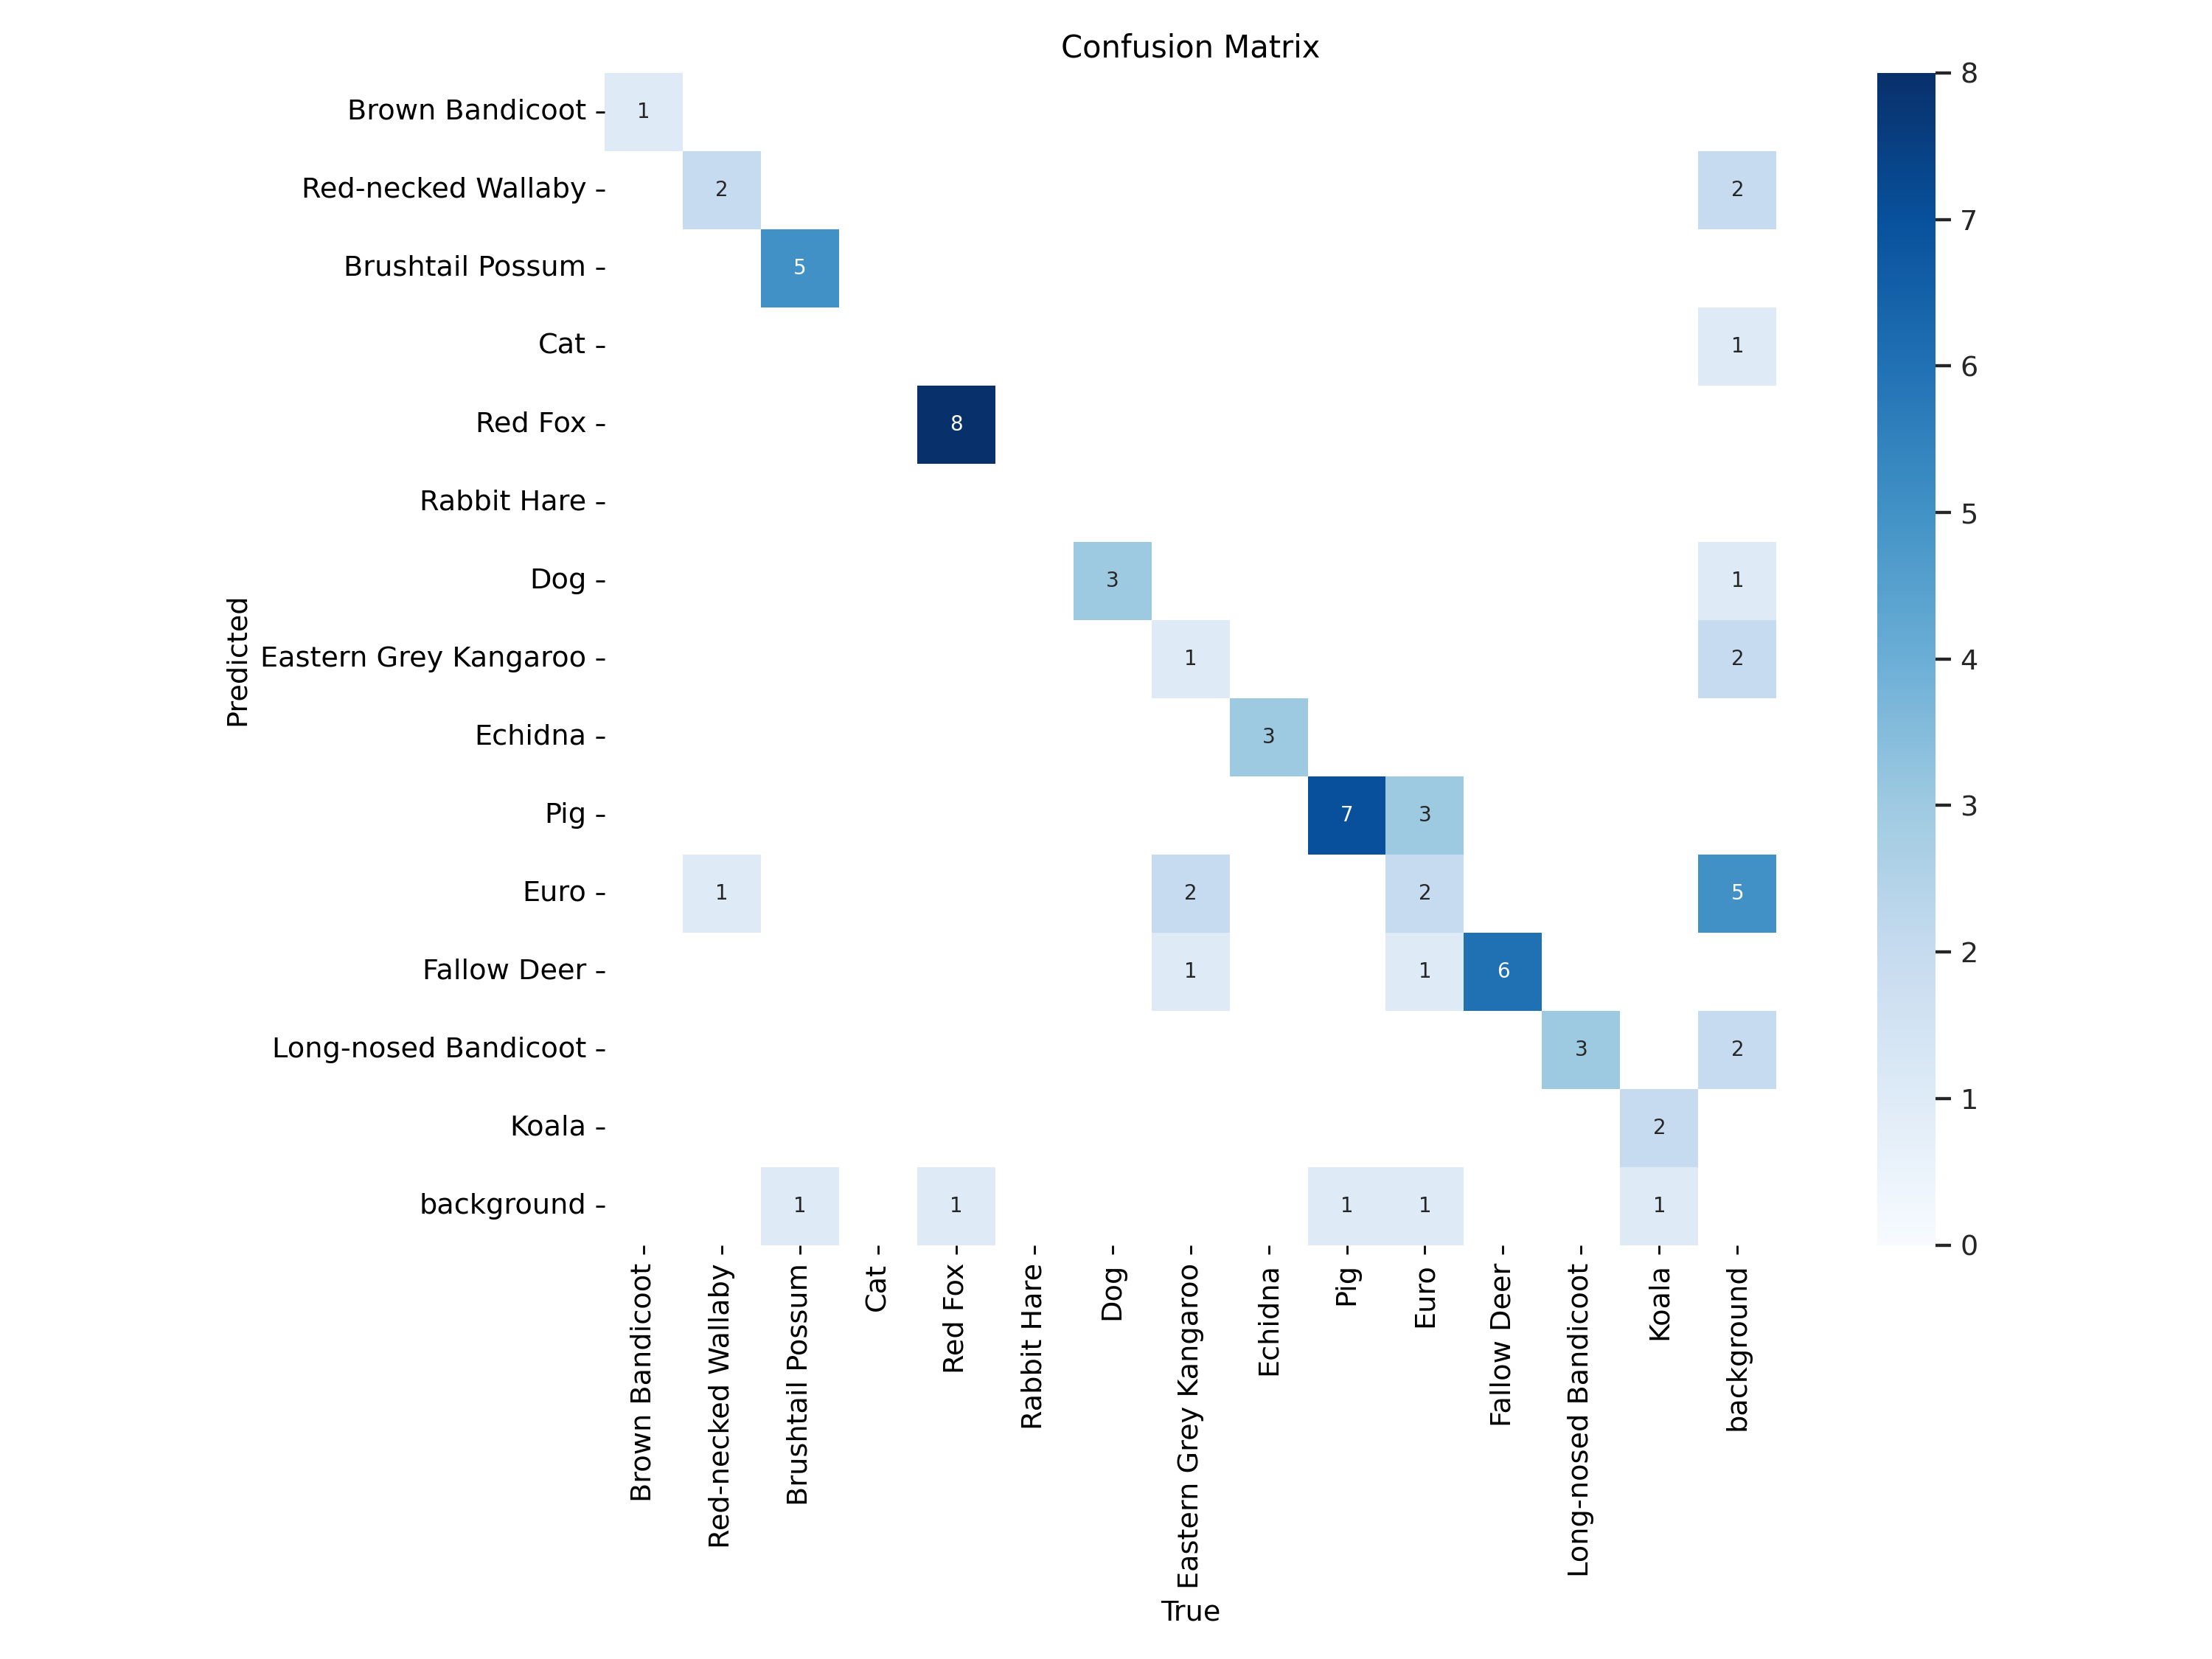 Confusion Matrix
Brown Bandicoot
1
Red-necked Wallaby
2
2
Brushtail Possum
5
Cat
1
Red Fox
8
Rabbit Hare
Dog
3
1
Eastern Grey Kangaroo
1
2
Echidna
3
Pig
7
3
Euro
1
2
2
5
Fallow Deer
1
1
6
Long-nosed Bandicoot
3
2
Koala
2
background
1
1
1
1
1
Predicted
Brown Bandicoot
Red-necked Wallaby
Brushtail Possum
Cat
Red Fox
Rabbit Hare
Dog
Eastern Grey Kangaroo
Echidna
Pig
Euro
Fallow Deer
Long-nosed Bandicoot
Koala
background
True
8
7
6
5
4
3
2
1
0